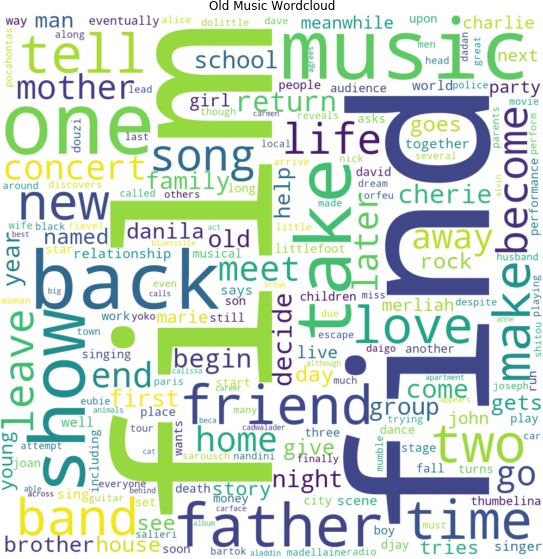 Old Music Wordcloud
way man eventually alice dolittle dave meanwhile upon charlie
pocahontas along men dadan great
tell school music head next
agrees
mother lead girl people audience world police party
though return reveals carmen movie
one douzi last song local life take find goes asks together parents several
concert family long arrive nick david cherie become performance
around discovers called others help dream torfeu alvin
new fievel danila old little made later away
wife black named bluesville act littlefoot rock
best star relationship musical meet
year back even says son children miss merliah despite husband
woman big calls break due make playing
work yoko marie still decide escape love anne shitou
town begin live daigo another
leave show singing end calissa although day much apartment run
paris start come joseph
eubie first career friend appears gets
well place many beca group trying play
animals tour cadwalader three dance john
attempt cat wants home give mumble stage car
young joan including sarousch nandini finally fall turns two go
everyone death story night city scene thumbelina
able across sing guitar behind set money time
band see salieri album carface father boy must
brother house soon bartok aladdin madellaine radio djay tries singer
film